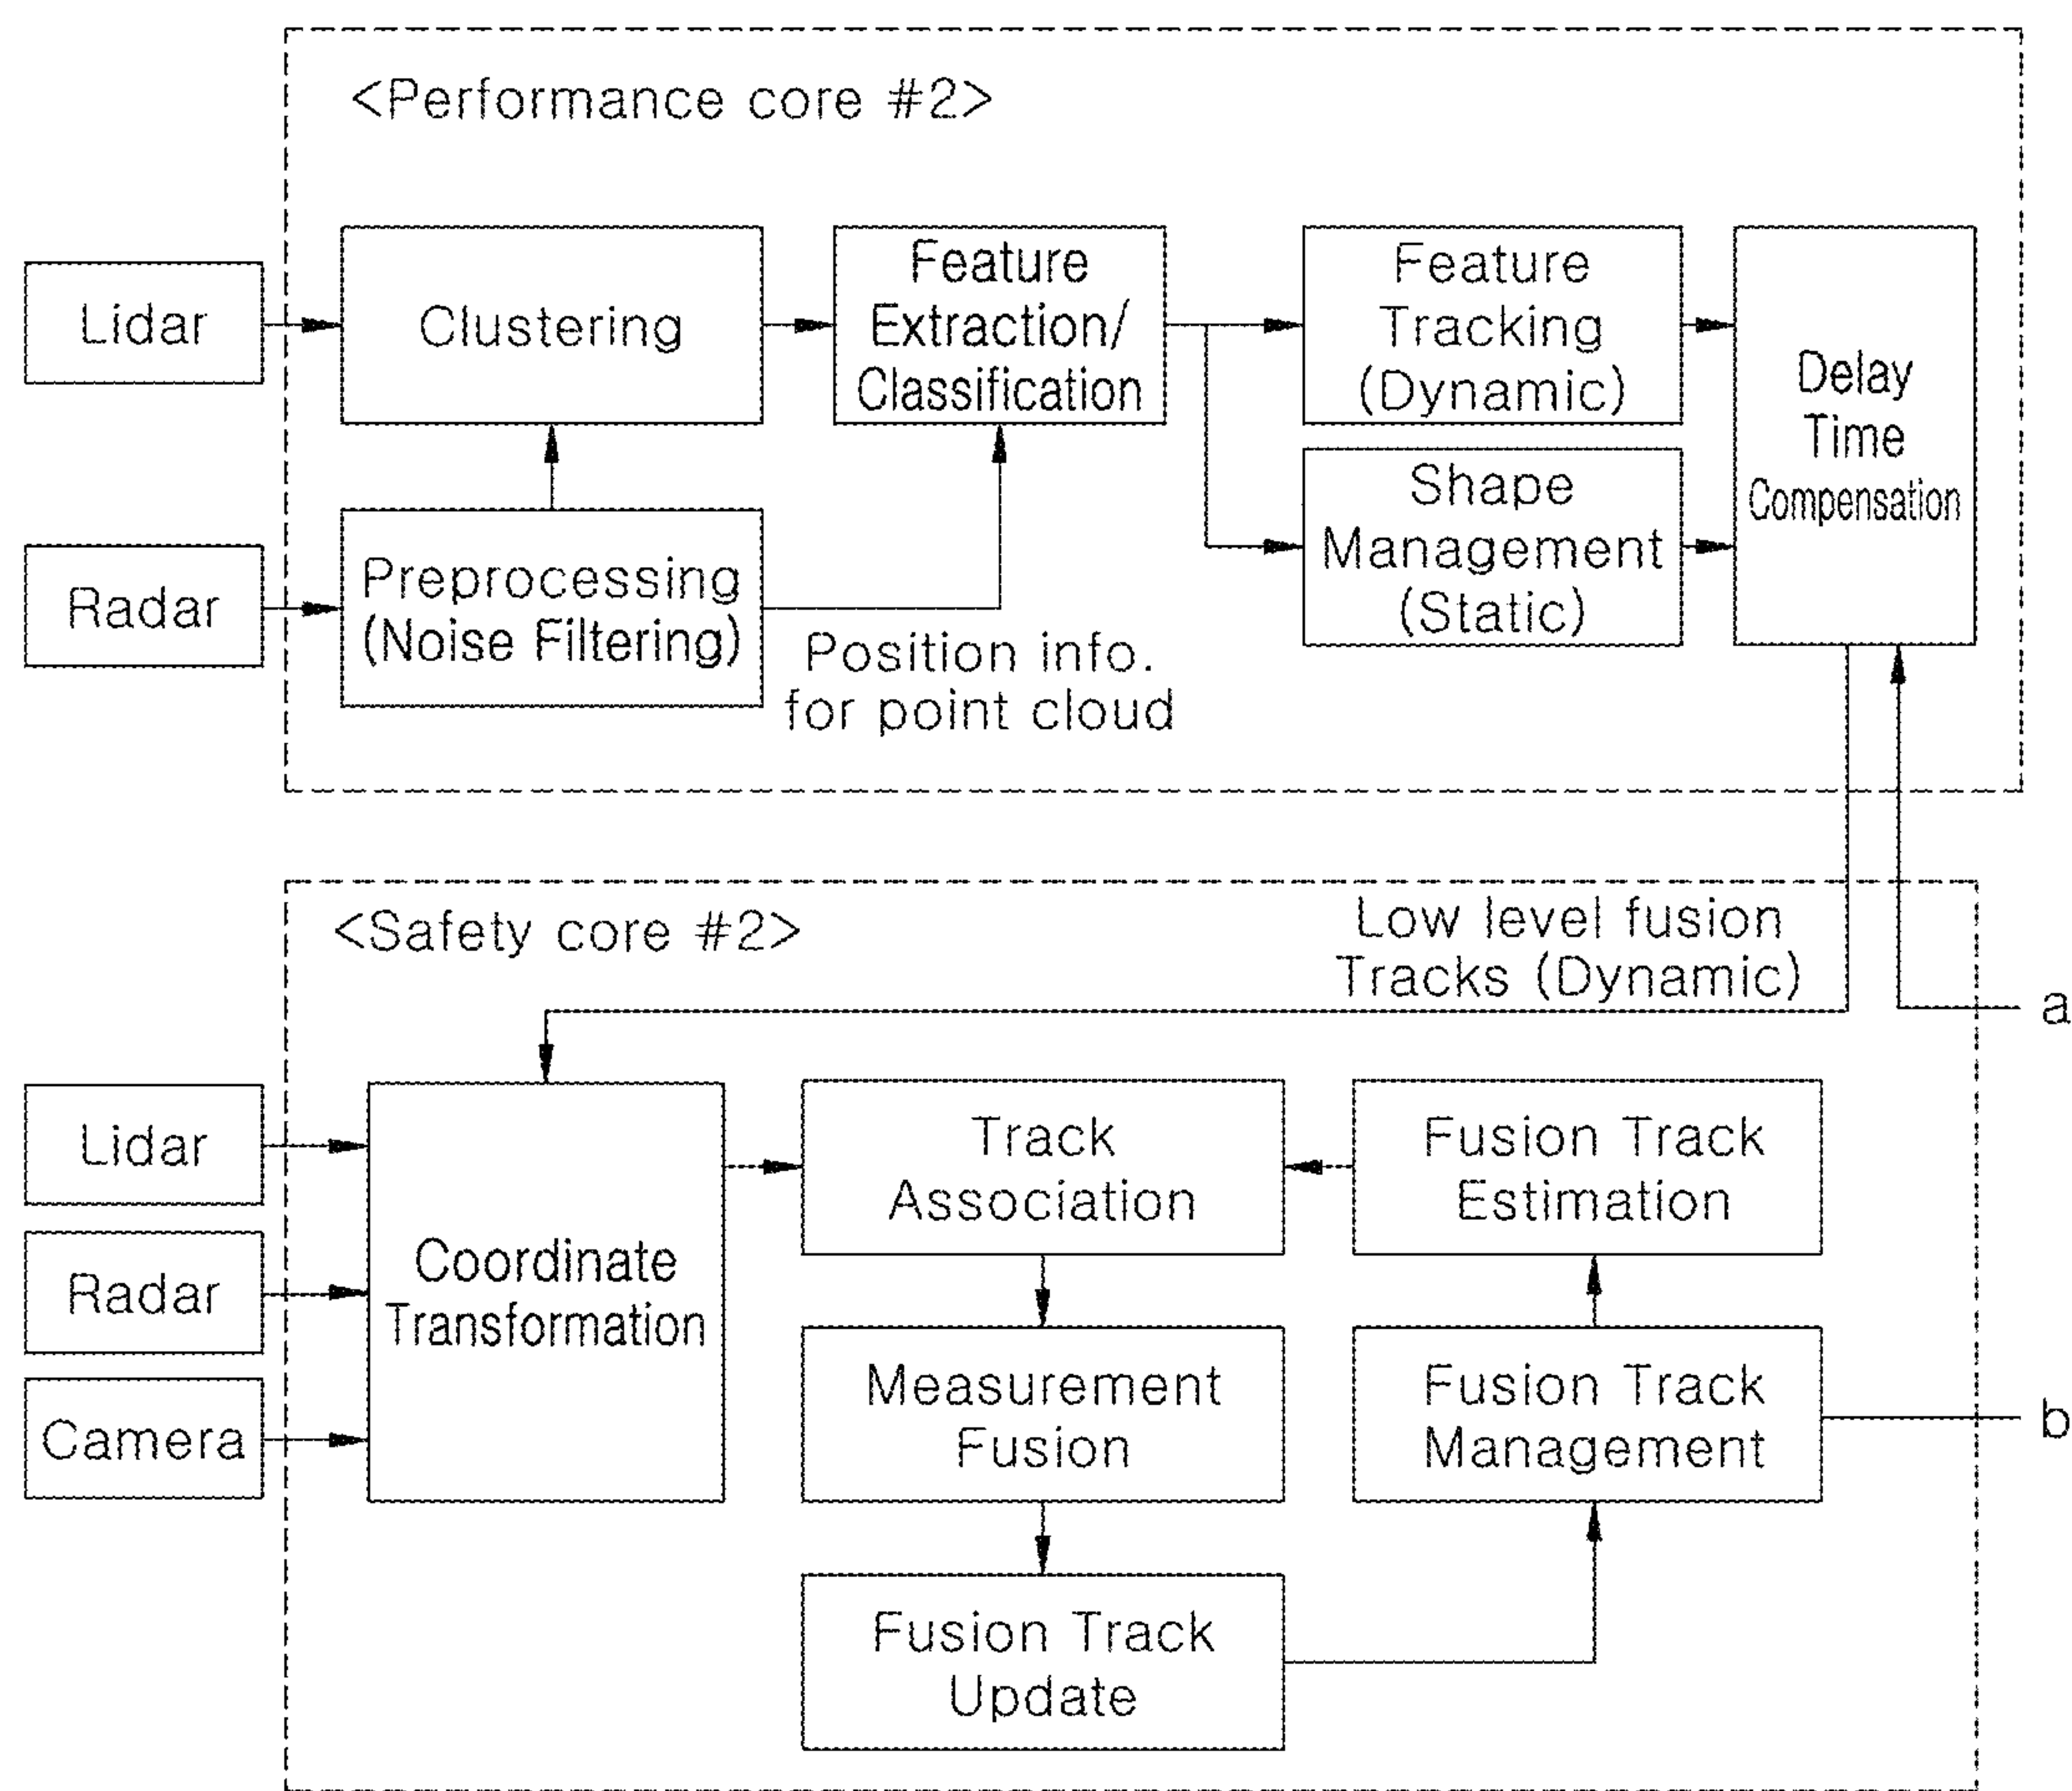 <Performance core #2>
Lidar
Clustering
Feature
Extraction/
Classification
Feature
Tracking
(Dynamic)
Delay
Time
Compensation
Shape
Management
(Static)
Radar
Preprocessing
(Noise Filtering)
Position info.
for point cloud
<Safety core #2>
Low level fusion
Tracks (Dynamic)
a
Lidar
Radar
Camera
Coordinate
Transformation
Track
Association
Fusion Track
Estimation
Measurement
Fusion
Fusion Track
Management
b
Fusion Track
Update